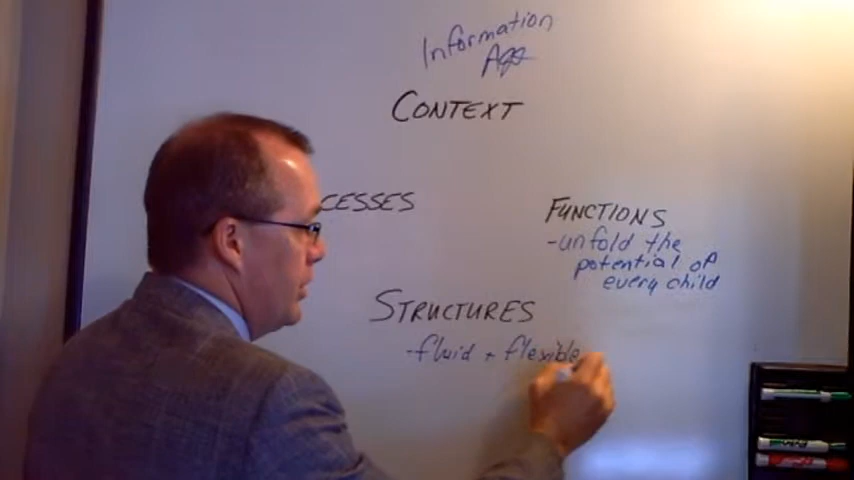 Information
Age
CONTEXT
CESSES
FUNCTIONS
-unfold the
potential of
every child
STRUCTURES
-fluid + flexible